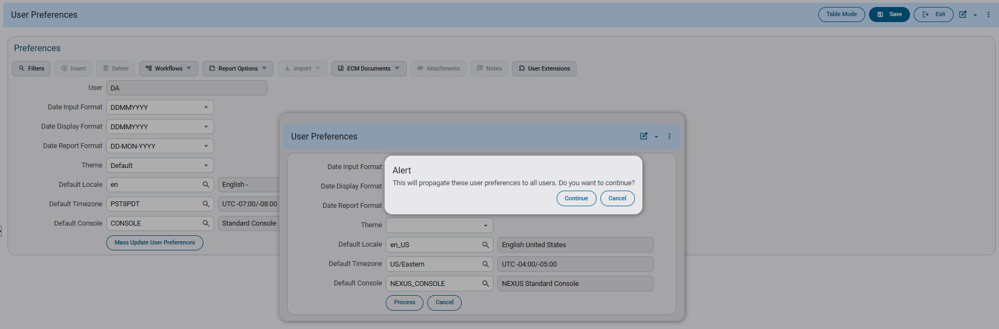 User Preferences
Table Mode Save Exit
Preferences
Filters Insert Delete Workflows Report Options Import ECM Documents Attachments Notes User Extensions
User DA
Date Input Format DDMMYYYY
Date Display Format DDMMYYYY
Date Report Format DD-MON-YYYY
Theme Default
Default Locale en English -
Default Timezone PST8PDT UTC -07:00/-08:00
Default Console CONSOLE Standard Console
Mass Update User Preferences
User Preferences
Date Input Format
Date Display Format
Date Report Format
Alert
This will propagate these user preferences to all users. Do you want to continue?
Continue Cancel
Theme
Default Locale en_US English United States
Default Timezone US/Eastern UTC -04:00/-05:00
Default Console NEXUS_CONSOLE NEXUS Standard Console
Process Cancel